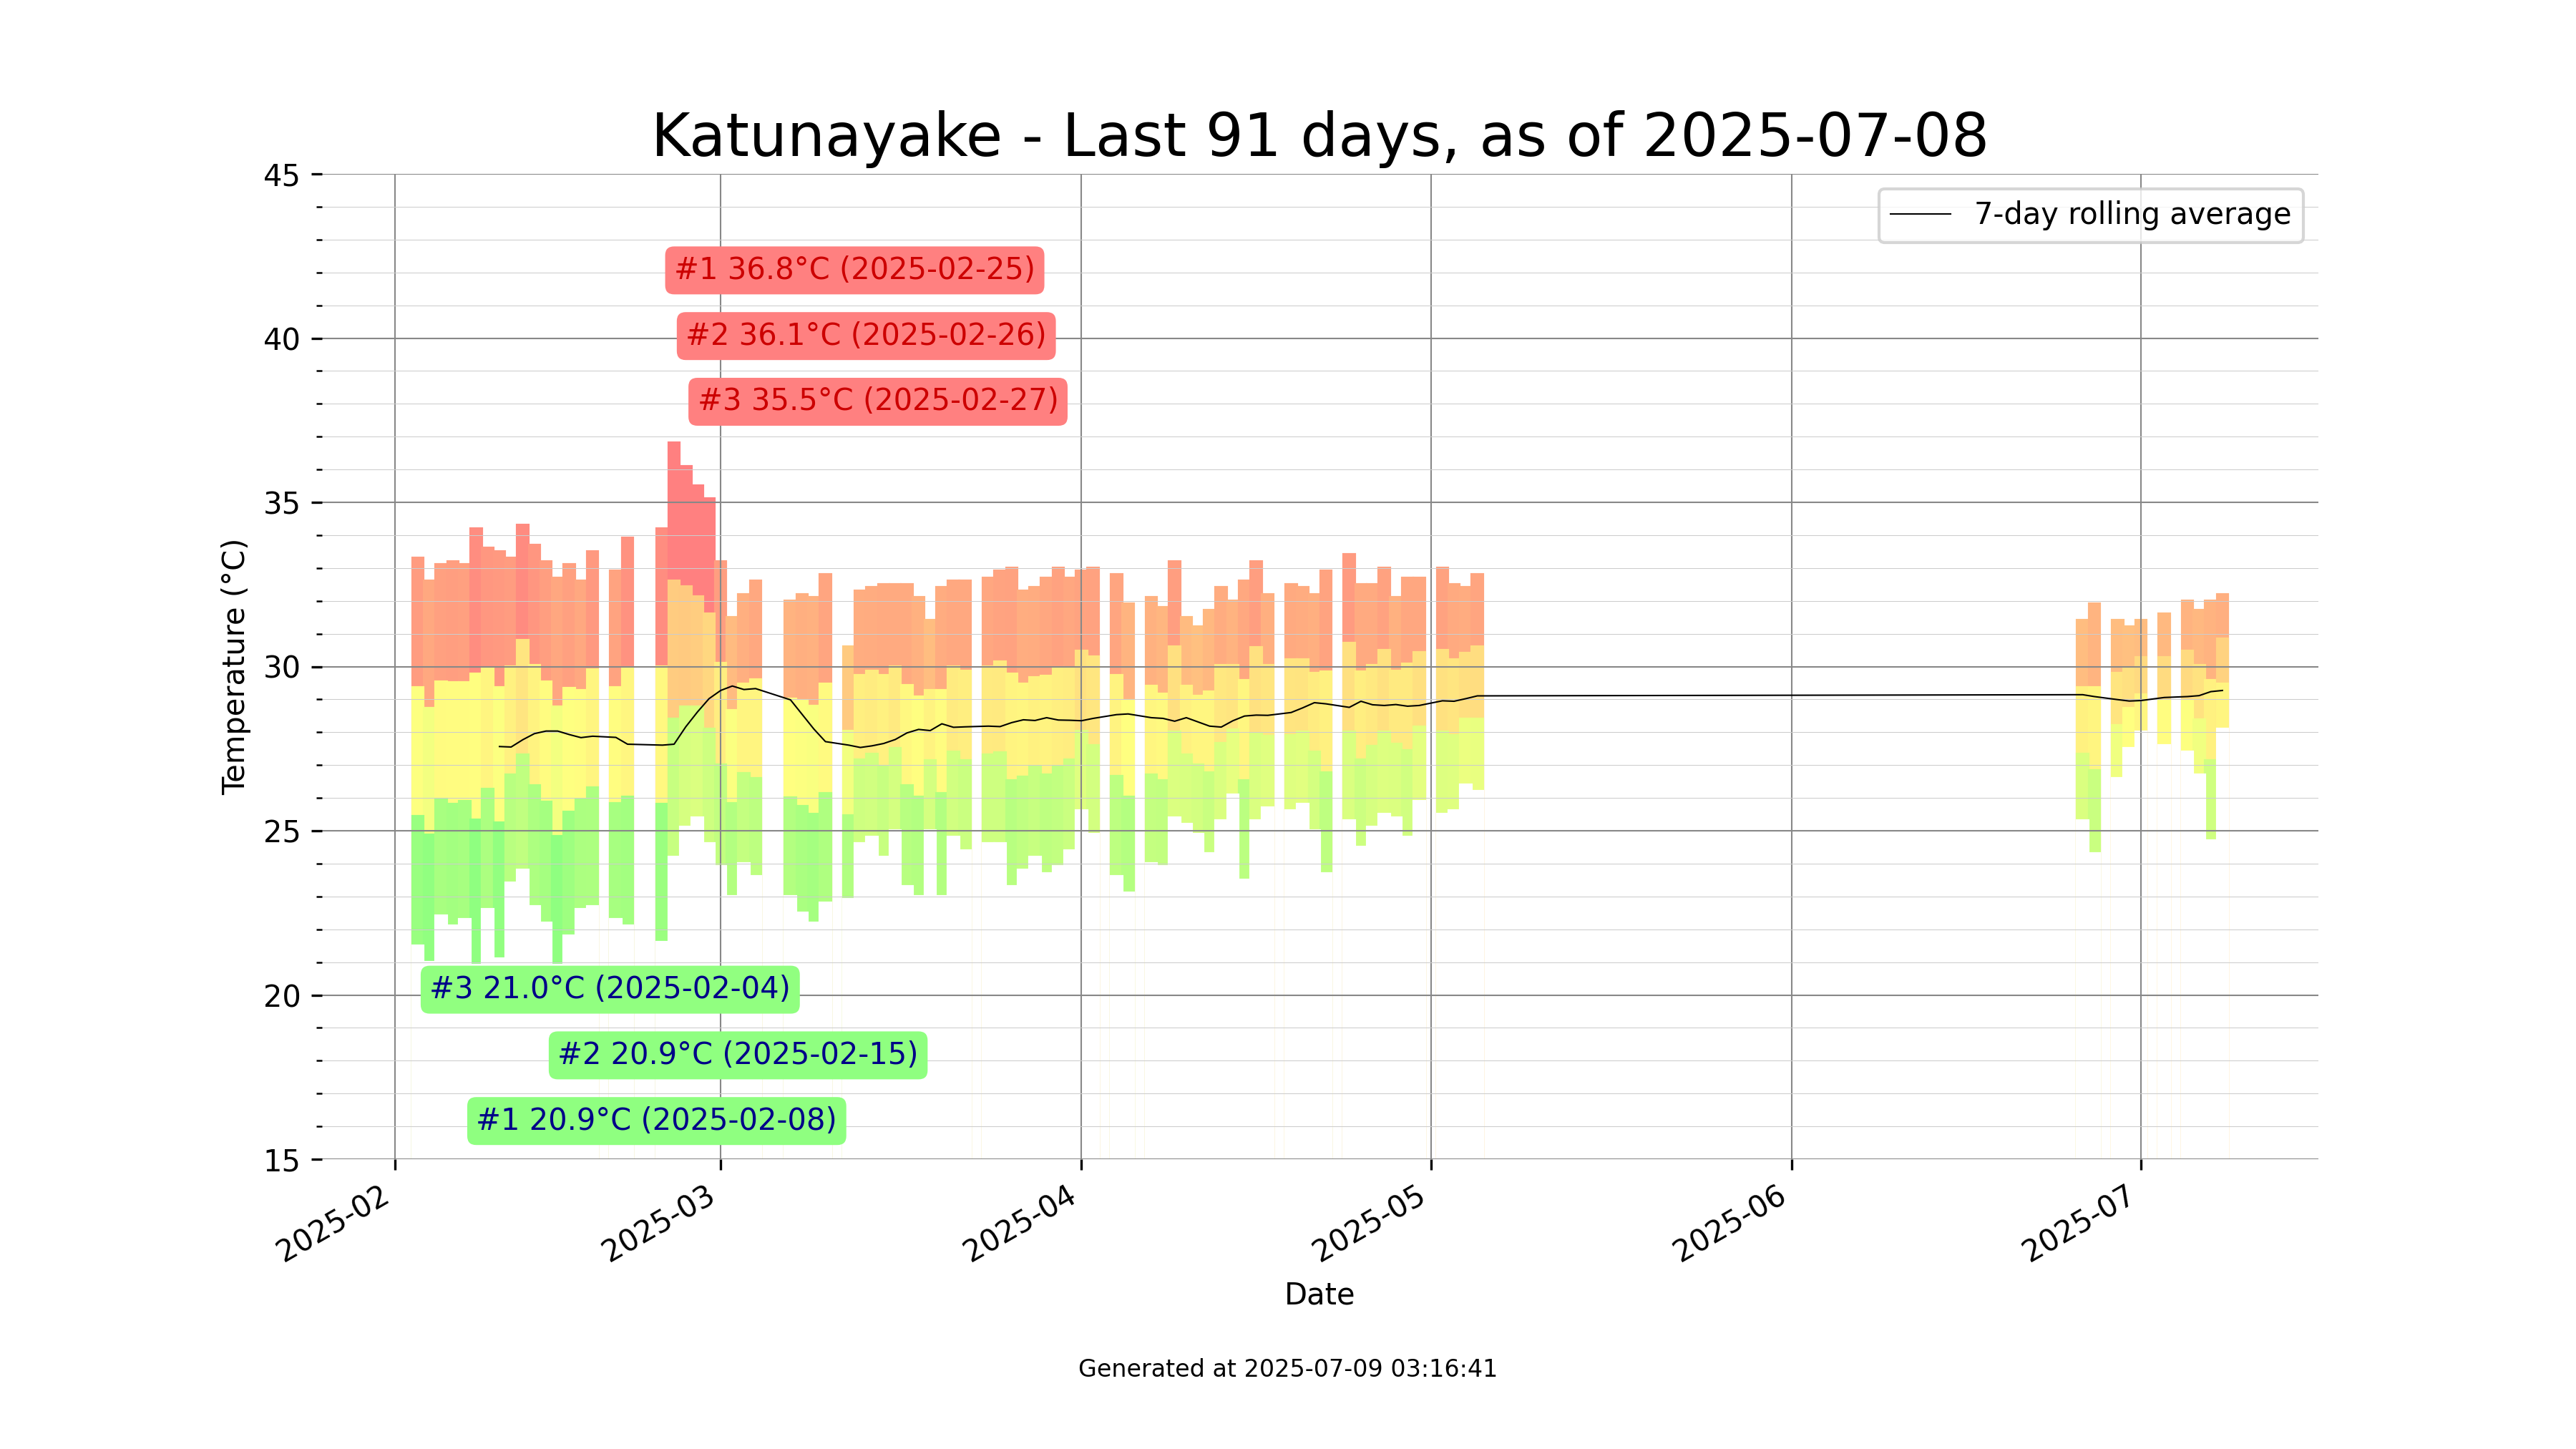 Katunayake - Last 91 days, as of 2025-07-08
45
40
35
30
25
20
15
Temperature (°C)
7-day rolling average
#1 36.8°C (2025-02-25)
#2 36.1°C (2025-02-26)
#3 35.5°C (2025-02-27)
#3 21.0°C (2025-02-04)
#2 20.9°C (2025-02-15)
#1 20.9°C (2025-02-08)
2025-02
2025-03
2025-04
2025-05
2025-06
2025-07
Date
Generated at 2025-07-09 03:16:41